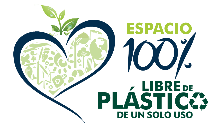 ESPACIO
100%
LIBRE DE
PLÁSTICO
DE UN SOLO USO